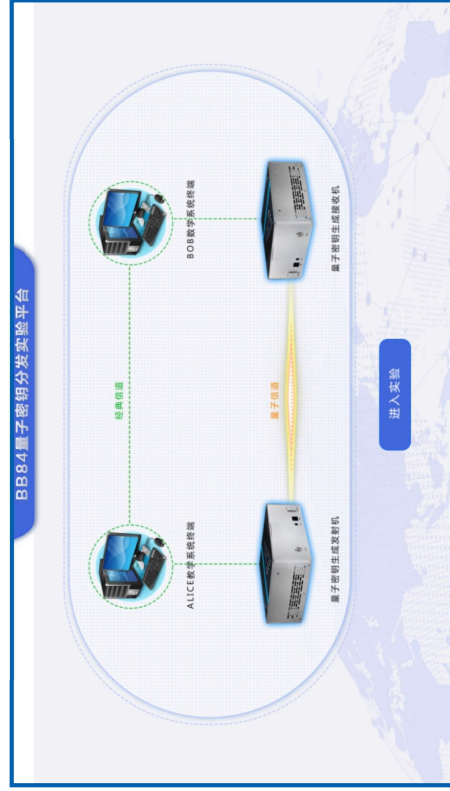 BB84量子密钥分发实验平台
经典信道
ALICE教学系统终端
BOB教学系统终端
量子信道
量子密钥生成发射机
量子密钥生成接收机
进入实验